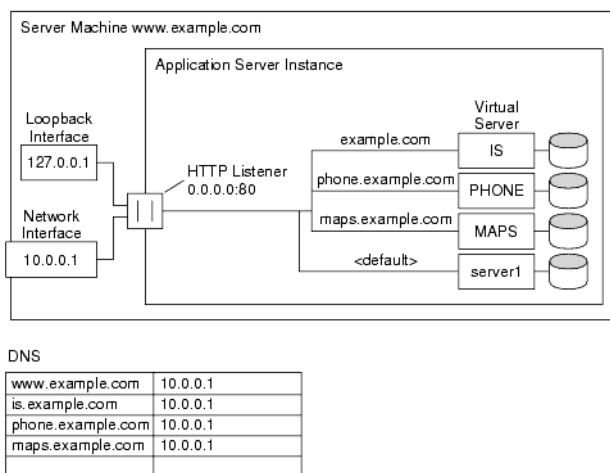 Server Machine www.example.com
Application Server Instance
Loopback
Interface
127.0.0.1
Network
Interface
10.0.0.1
HTTP Listener
0.0.0.0:80
Virtual
Server
example.com
IS
phone.example.com
PHONE
maps.example.com
MAPS
<default>
server1
DNS
www.example.com 10.0.0.1
is.example.com 10.0.0.1
phone.example.com 10.0.0.1
maps.example.com 10.0.0.1